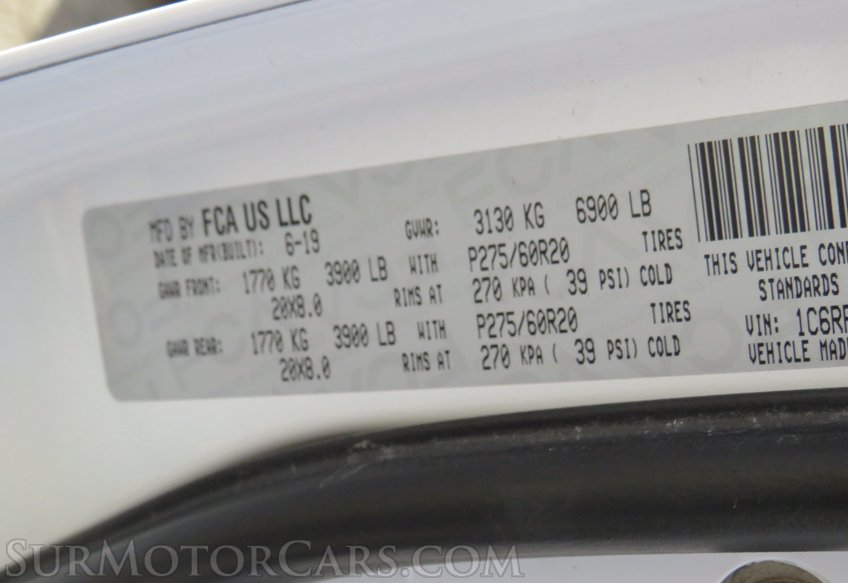 MFD BY FCA US LLC GVWR: 3130 KG 6900 LB
DATE OF MFR(BUILT): 6-19
GAWR FRONT: 1770 KG 3900 LB WITH P275/60R20 TIRES
20X8.0 RIMS AT 270 KPA ( 39 PSI) COLD
GAWR REAR: 1770 KG 3900 LB WITH P275/60R20 TIRES
20X8.0 RIMS AT 270 KPA ( 39 PSI) COLD
THIS VEHICLE CONF
STANDARDS
VIN: 1C6RR
VEHICLE MADE
SURMOTORCARS.COM